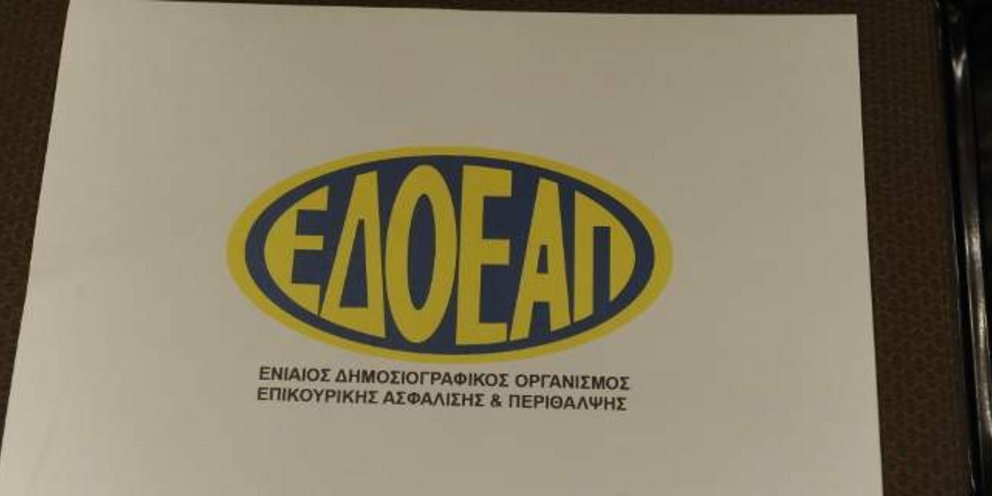 ΕΔΟΕΑΠ
ΕΝΙΑΙΟΣ ΔΗΜΟΣΙΟΓΡΑΦΙΚΟΣ ΟΡΓΑΝΙΣΜΟΣ
ΕΠΙΚΟΥΡΙΚΗΣ ΑΣΦΑΛΙΣΗΣ & ΠΕΡΙΘΑΛΨΗΣ